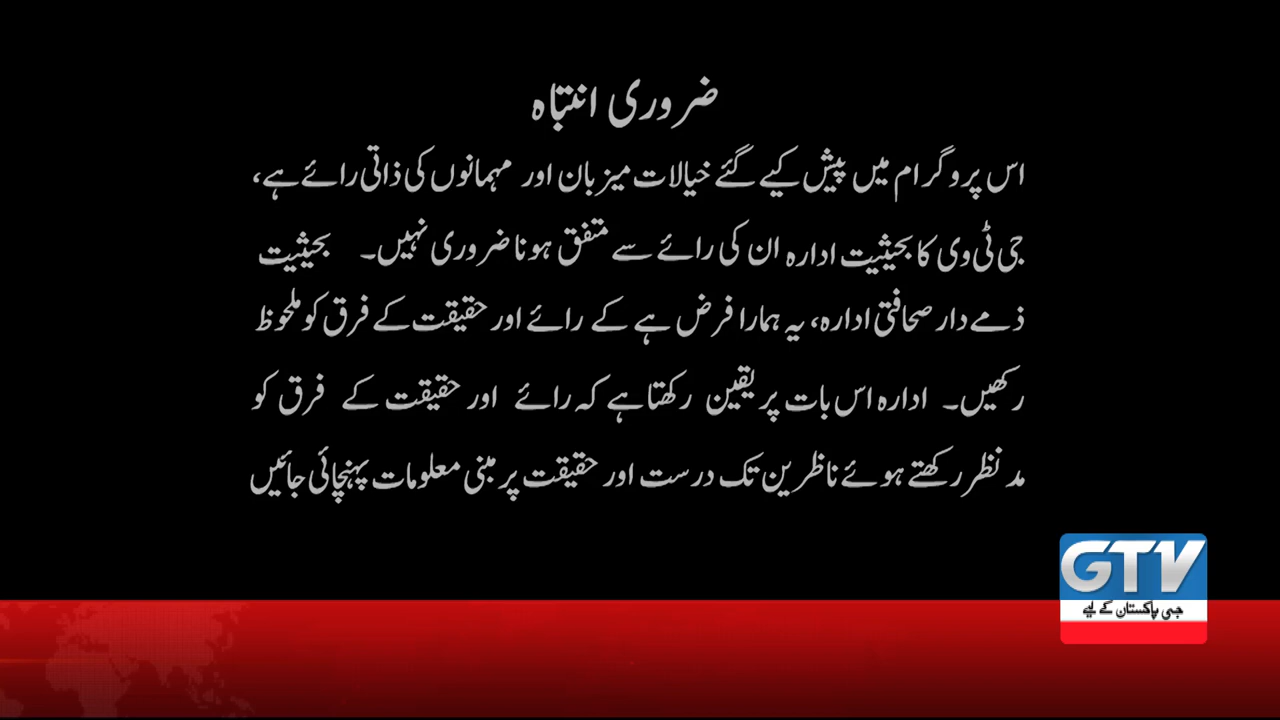 ضروری انتباہ
اس پروگرام میں پیش کیے گئے خیالات میزبان اور مہمانوں کی ذاتی رائے ہے،
جی ٹی وی کا بحیثیت ادارہ ان کی رائے سے متفق ہونا ضروری نہیں۔ بحیثیت
ذمے دار صحافتی ادارہ، یہ ہمارا فرض ہے کے رائے اور حقیقت کے فرق کو ملحوظ
رکھیں۔ ادارہ اس بات پر یقین رکھتا ہے کہ رائے اور حقیقت کے فرق کو
مد نظر رکھتے ہوئے ناظرین تک درست اور حقیقت پر مبنی معلومات پہنچائی جائیں
GTV
جی پاکستان کے لیے